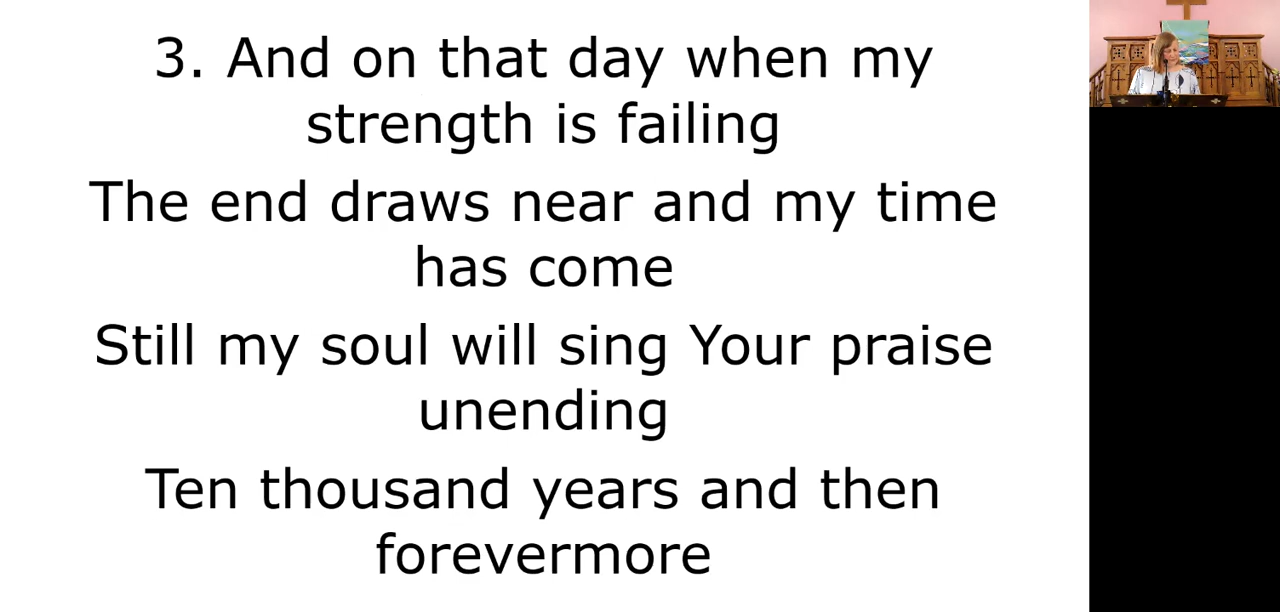 3. And on that day when my
strength is failing
The end draws near and my time
has come
Still my soul will sing Your praise
unending
Ten thousand years and then
forevermore